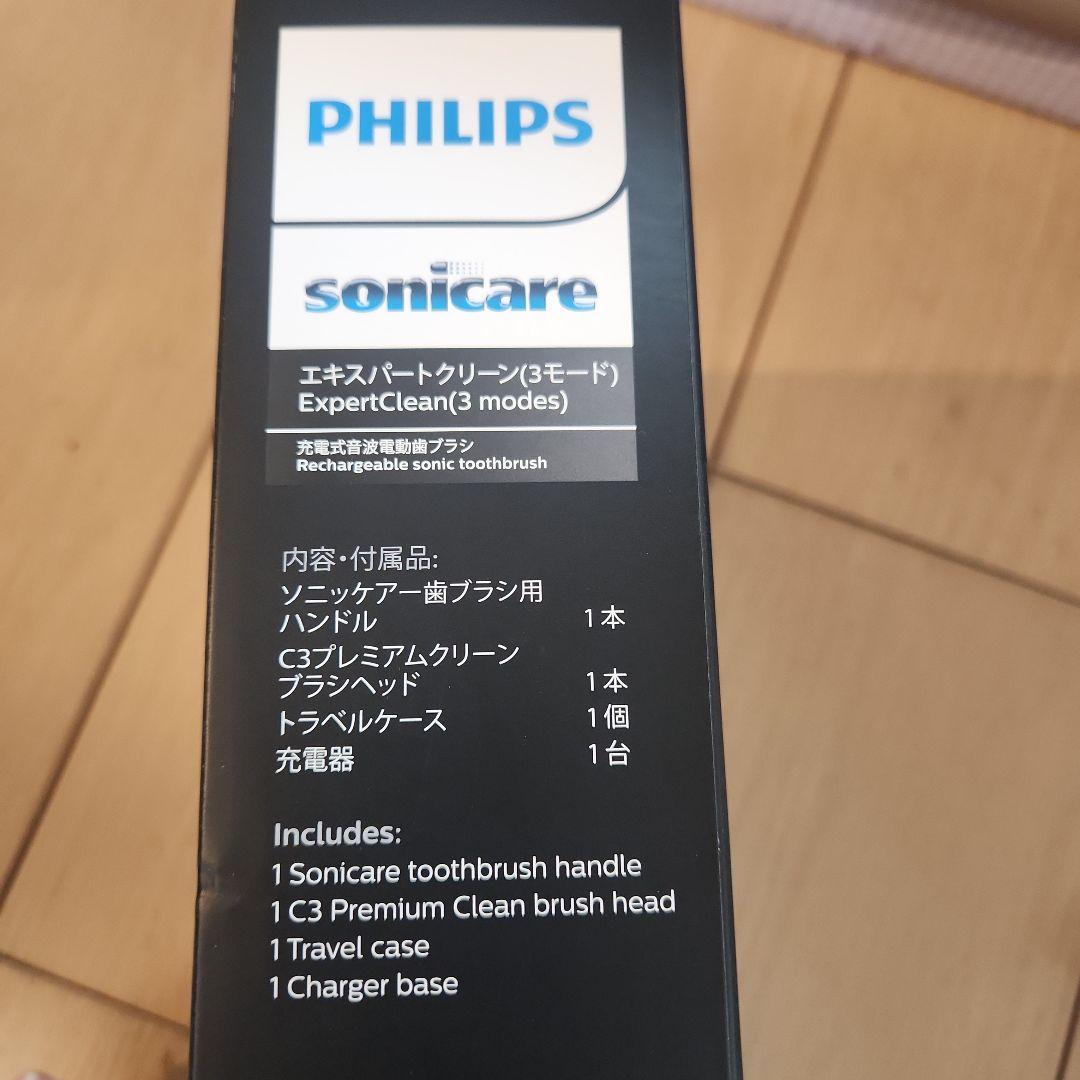 PHILIPS
sonicare
エキスパートクリーン(3モード)
ExpertClean(3 modes)
充電式音波電動歯ブラシ
Rechargeable sonic toothbrush
内容・付属品:
ソニッケアー歯ブラシ用
ハンドル 1本
C3プレミアムクリーン
ブラシヘッド 1本
トラベルケース 1個
充電器 1台
Includes:
1 Sonicare toothbrush handle
1 C3 Premium Clean brush head
1 Travel case
1 Charger base